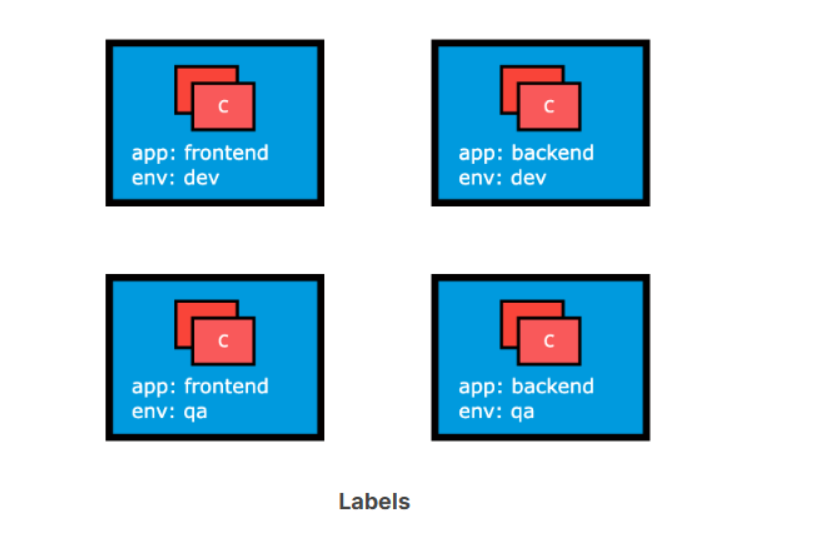 C
app: frontend
env: dev
C
app: backend
env: dev
C
app: frontend
env: qa
C
app: backend
env: qa
Labels